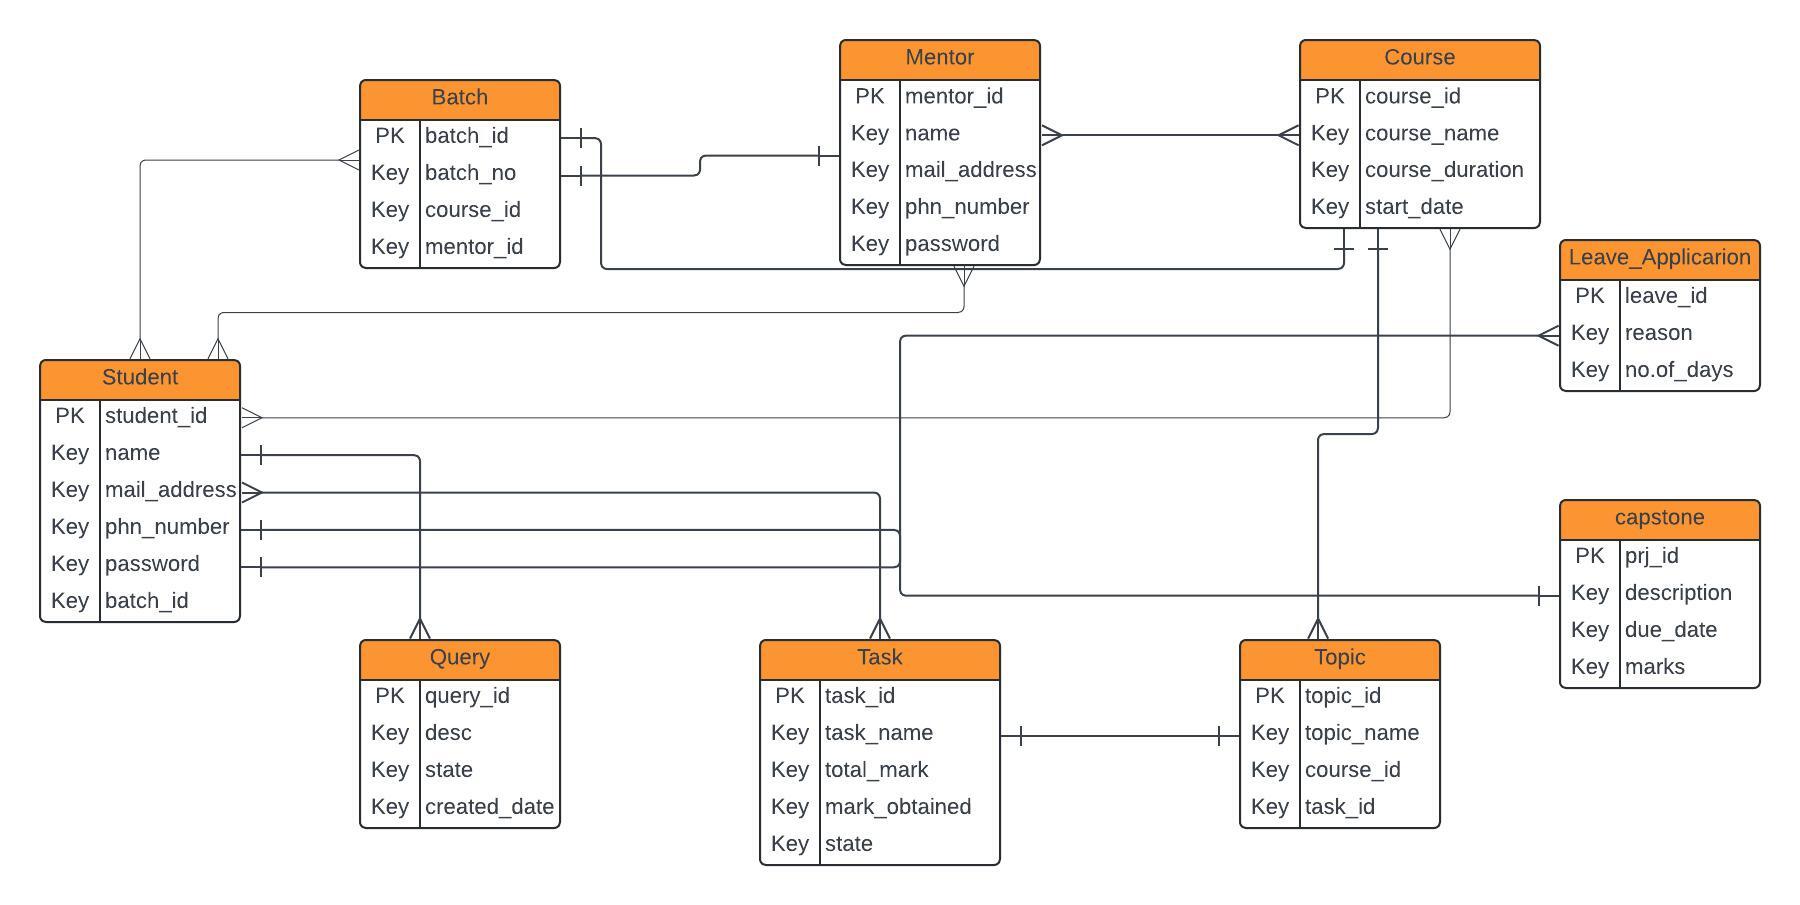 Batch
PK batch_id
Key batch_no
Key course_id
Key mentor_id
Mentor
PK mentor_id
Key name
Key mail_address
Key phn_number
Key password
Course
PK course_id
Key course_name
Key course_duration
Key start_date
Leave_Applicarion
PK leave_id
Key reason
Key no.of_days
Student
PK student_id
Key name
Key mail_address
Key phn_number
Key password
Key batch_id
capstone
PK prj_id
Key description
Key due_date
Key marks
Query
PK query_id
Key desc
Key state
Key created_date
Task
PK task_id
Key task_name
Key total_mark
Key mark_obtained
Key state
Topic
PK topic_id
Key topic_name
Key course_id
Key task_id